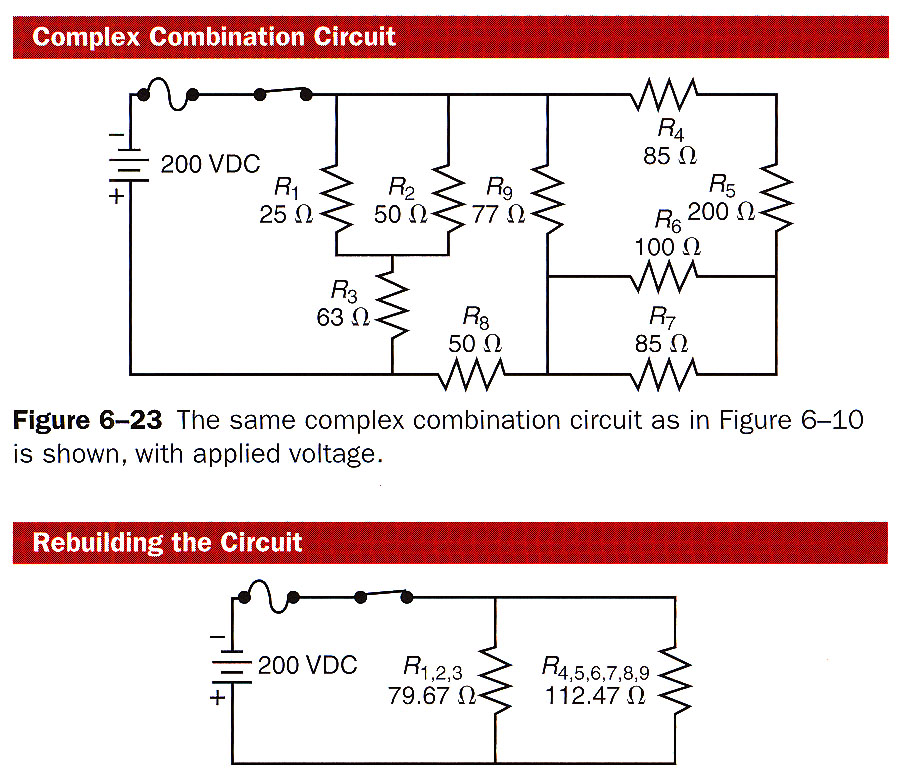 Complex Combination Circuit
−
200 VDC
+
R1
25 Ω
R2
50 Ω
R9
77 Ω
R4
85 Ω
R5
200 Ω
R6
100 Ω
R3
63 Ω
R8
50 Ω
R7
85 Ω
Figure 6–23 The same complex combination circuit as in Figure 6–10
is shown, with applied voltage.
Rebuilding the Circuit
−
200 VDC
+
R1,2,3
79.67 Ω
R4,5,6,7,8,9
112.47 Ω